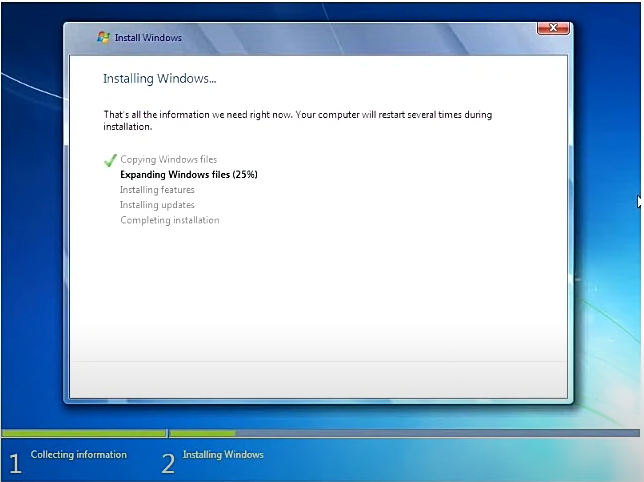 Install Windows
Installing Windows...
That's all the information we need right now. Your computer will restart several times during
installation.
Copying Windows files
Expanding Windows files (25%)
Installing features
Installing updates
Completing installation
1 Collecting information
2 Installing Windows